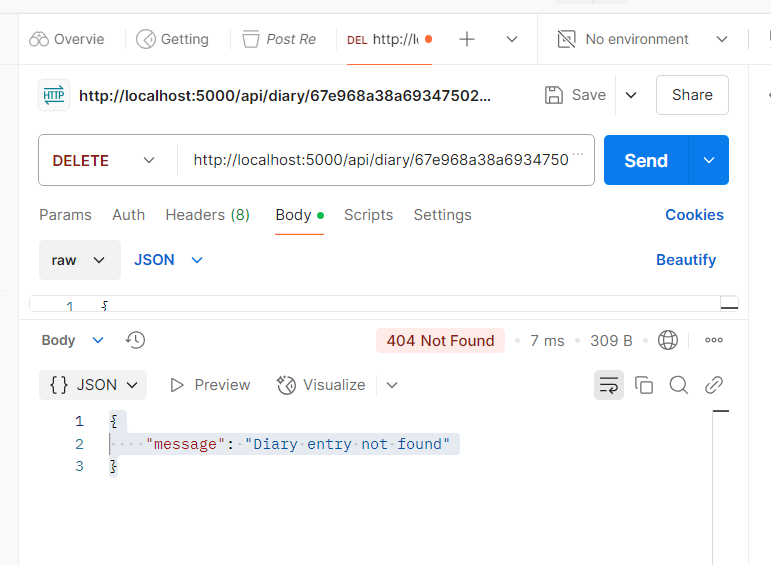 Overvie
Getting
Post Re
DEL http://l
No environment
HTTP
http://localhost:5000/api/diary/67e968a38a69347502...
Save
Share
DELETE
http://localhost:5000/api/diary/67e968a38a6934750
Send
Params Auth Headers (8) Body Scripts Settings Cookies
raw JSON Beautify
1 {
Body 404 Not Found 7 ms 309 B
{} JSON Preview Visualize
1 {
2 "message": "Diary entry not found"
3 }